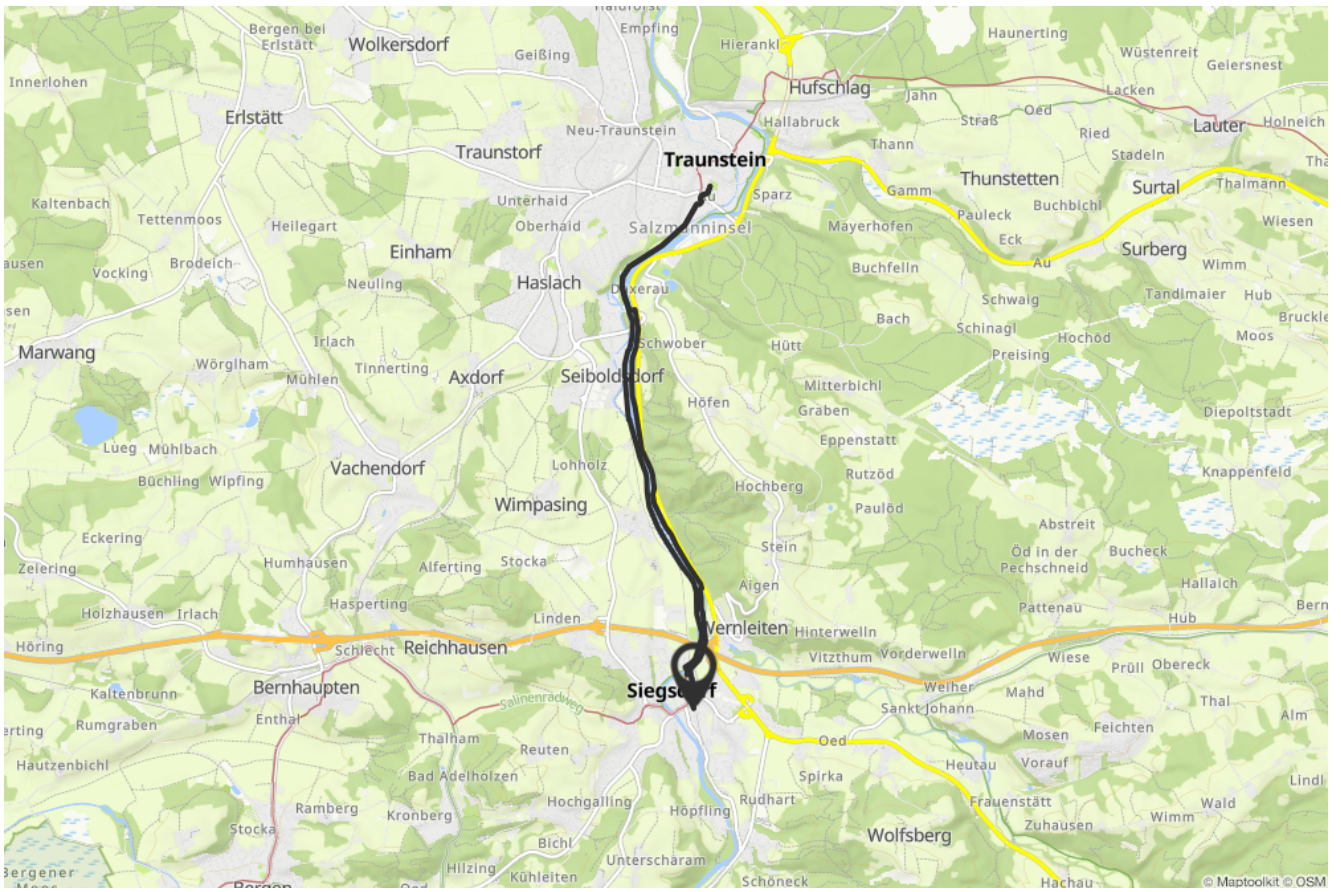 Bergen bei
Erlstätt
Wolkersdorf
Geißing
Empfing
Hierankl
Haunerting
Wüstenreit
Geiersnest
Innerlohen
Erlstätt
Neu-Traunstein
Hufschlag
Hallabruck
Jahn
Oed
Lacken
Straß
Ried
Lauter
Holneich
Traunstorf
Traunstein
Thann
Stadeln
Thunstetten
Surtal
Thalmann
Kaltenbach
Tettenmoos
Heilegart
Unterhaid
Oberhaid
Sparz
Gamm
Pauleck
Buchbichl
Wiesen
Salzmanninsel
Mayerhofen
Eck
Einham
Vocking
Brodeich
Neuling
Haslach
Buchfelln
Au
Surberg
Wimm
Schwaig
Tandlmaier
Hub
Bach
Schinagl
Hochöd
Moos
Marwang
Wörglham
Irlach
Tinnerting
Mühlen
Axdorf
Seiboldsdorf
Schwober
Hütt
Preising
Mitterbichl
Höfen
Graben
Diepoltstadt
Lueg
Mühlbach
Büchling
Wipfing
Vachendorf
Lohholz
Eppenstatt
Rutzöd
Knappenfeld
Wimpasing
Hochberg
Paulöd
Abstreit
Eckering
Zeiering
Humhausen
Alferting
Stocka
Stein
Öd in der
Pechschneid
Bucheck
Hallaich
Holzhausen
Irlach
Hasperting
Linden
Aigen
Pattenau
Hub
Höring
Schlecht
Reichhausen
Wernleiten
Hinterwelln
Vitzthum
Vorderwelln
Wiese
Prüll
Obereck
Kaltenbrunn
Bernhaupten
Siegsdorf
Weiher
Mahd
Thal
Rumgraben
Enthal
Salinenradweg
Sankt Johann
Feichten
Alm
Hautzenbichl
Thalham
Reuten
Oed
Mosen
Bad Adelholzen
Spirka
Heutau
Vorauf
Ramberg
Kronberg
Hochgalling
Höpfling
Rudhart
Frauenstätt
Wald
Stocka
Bichl
Wolfsberg
Zuhausen
Wimm
Hilzing
Kühleiten
Unterscharam
Schöneck
Hachau
© Maptoolkit © OSM